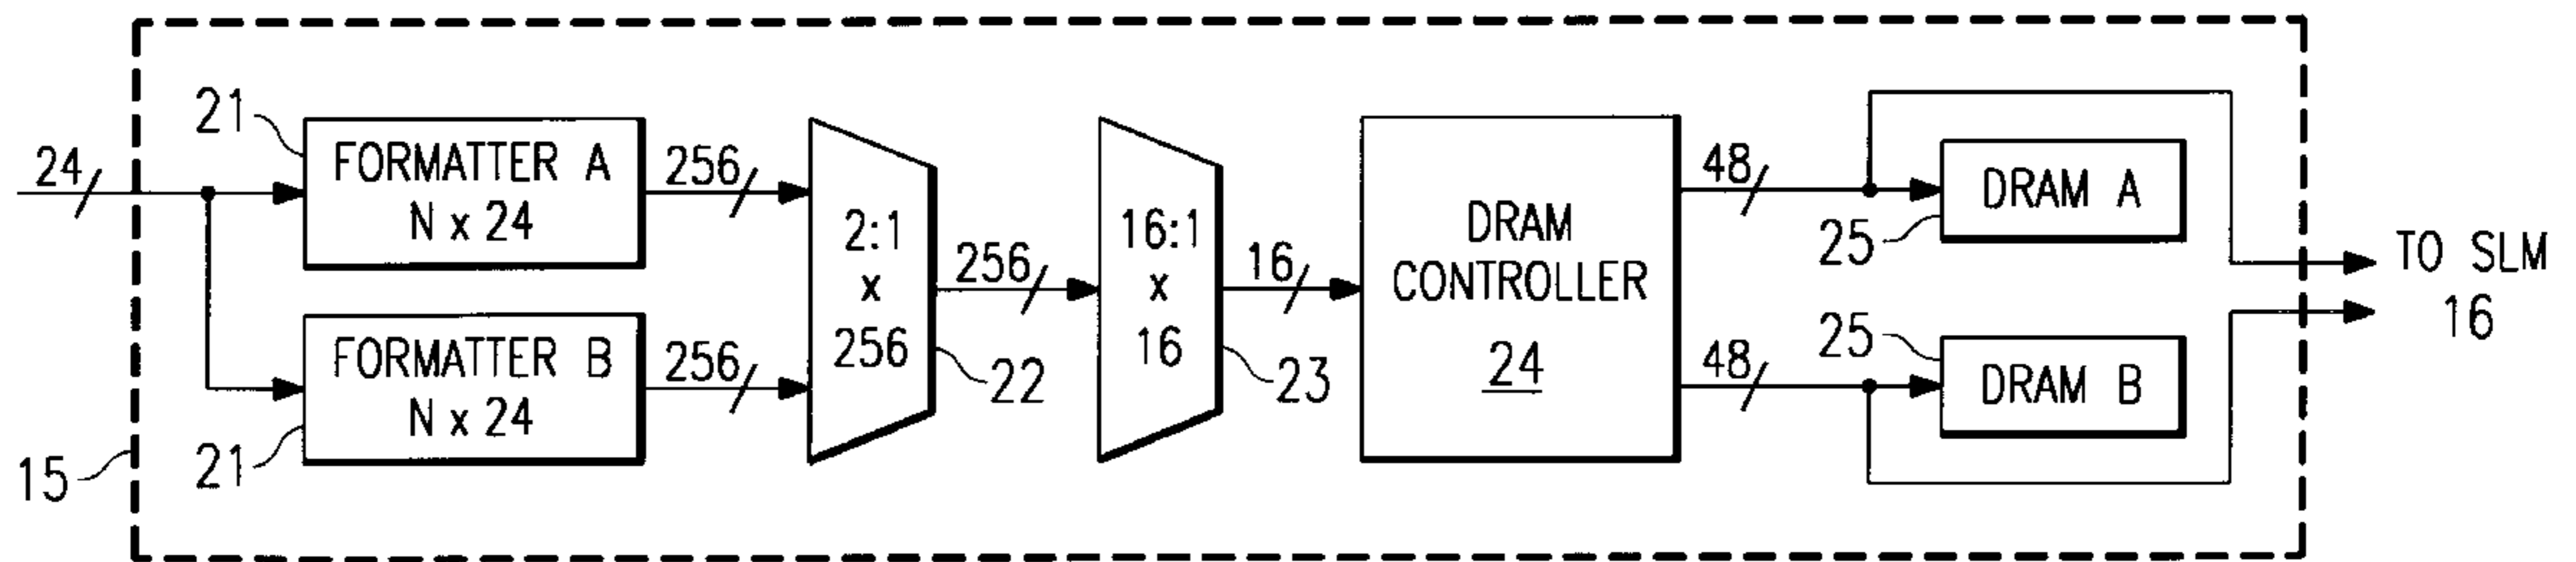 24
21
FORMATTER A
N x 24
256
FORMATTER B
N x 24
21
256
15
2:1
x
256
22
256
16:1
x
16
23
16
DRAM
CONTROLLER
24
48
DRAM A
25
48
25
DRAM B
TO SLM
16